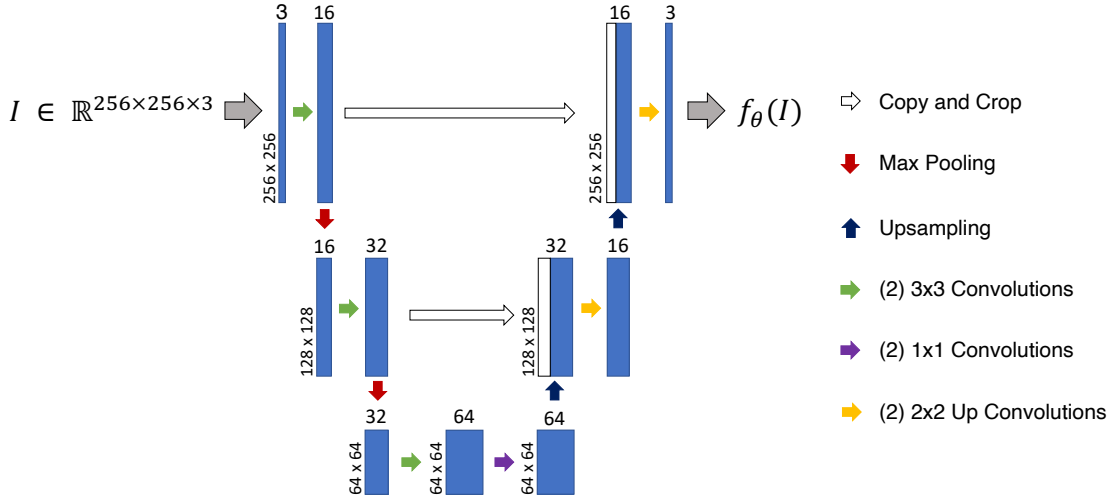 3 16 16 3
I ∈ ℝ^{256×256×3}
256 x 256
256 x 256
f_θ(I)
16 32 32 16
128 x 128
128 x 128
32 64 64
64 x 64
64 x 64
64 x 64
Copy and Crop
Max Pooling
Upsampling
(2) 3x3 Convolutions
(2) 1x1 Convolutions
(2) 2x2 Up Convolutions